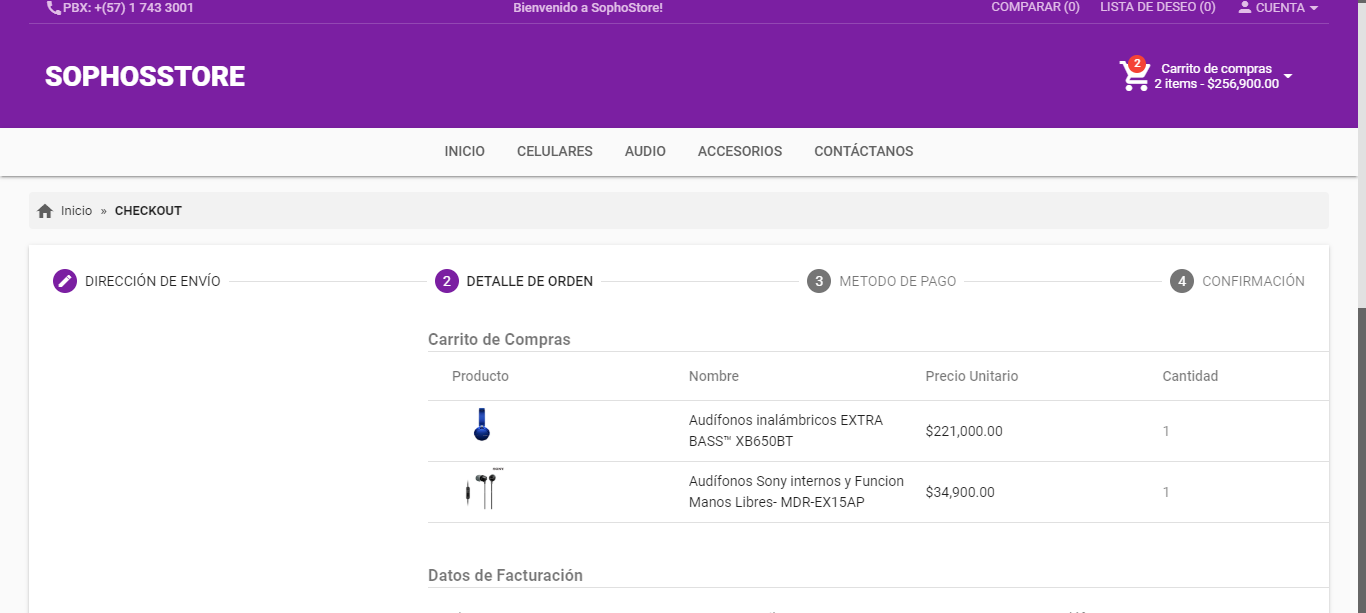 PBX: +(57) 1 743 3001
Bienvenido a SophoStore!
COMPARAR (0)
LISTA DE DESEO (0)
CUENTA
SOPHOSSTORE
2
Carrito de compras
2 items - $256,900.00
INICIO
CELULARES
AUDIO
ACCESORIOS
CONTÁCTANOS
Inicio » CHECKOUT
DIRECCIÓN DE ENVÍO
2 DETALLE DE ORDEN
3 METODO DE PAGO
4 CONFIRMACIÓN
Carrito de Compras
Producto Nombre Precio Unitario Cantidad
Audífonos inalámbricos EXTRA
BASS™ XB650BT
$221,000.00
1
SONY
Audífonos Sony internos y Funcion
Manos Libres- MDR-EX15AP
$34,900.00
1
Datos de Facturación